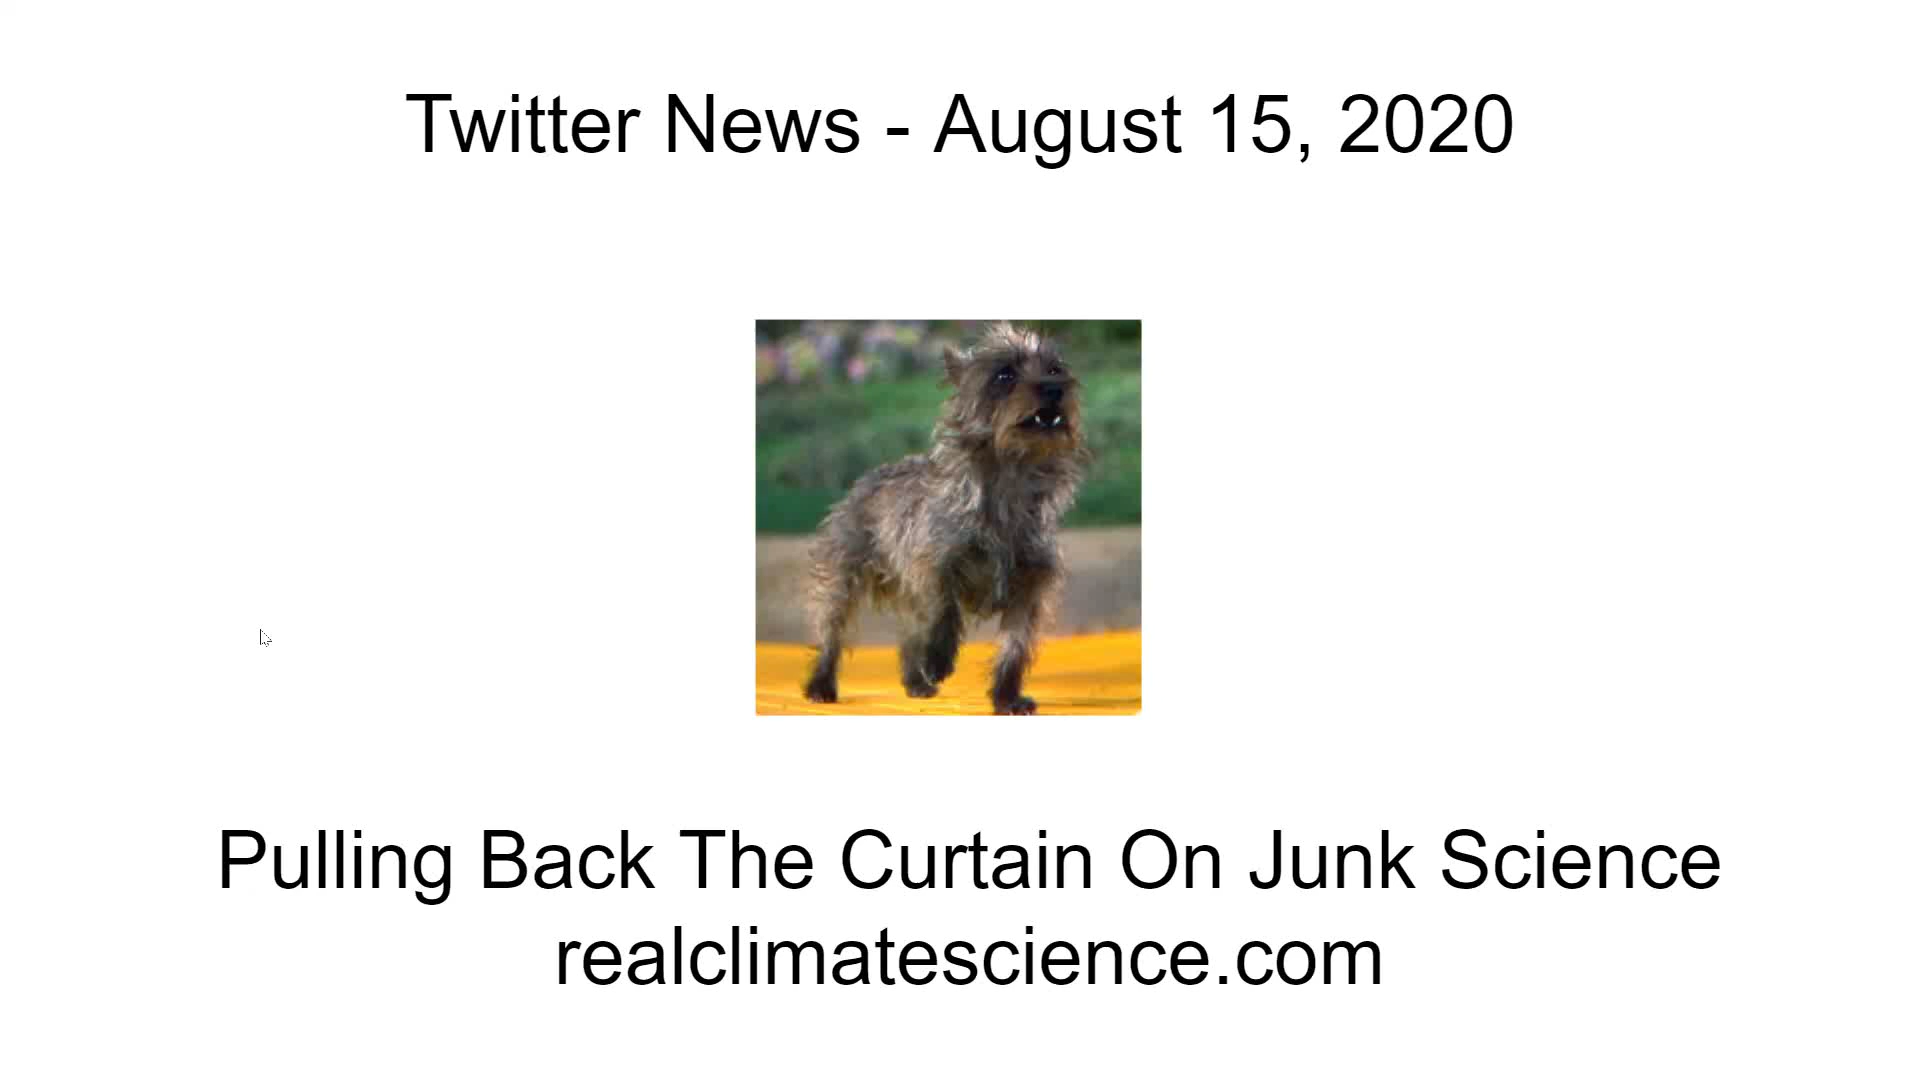 Twitter News - August 15, 2020
Pulling Back The Curtain On Junk Science
realclimatescience.com